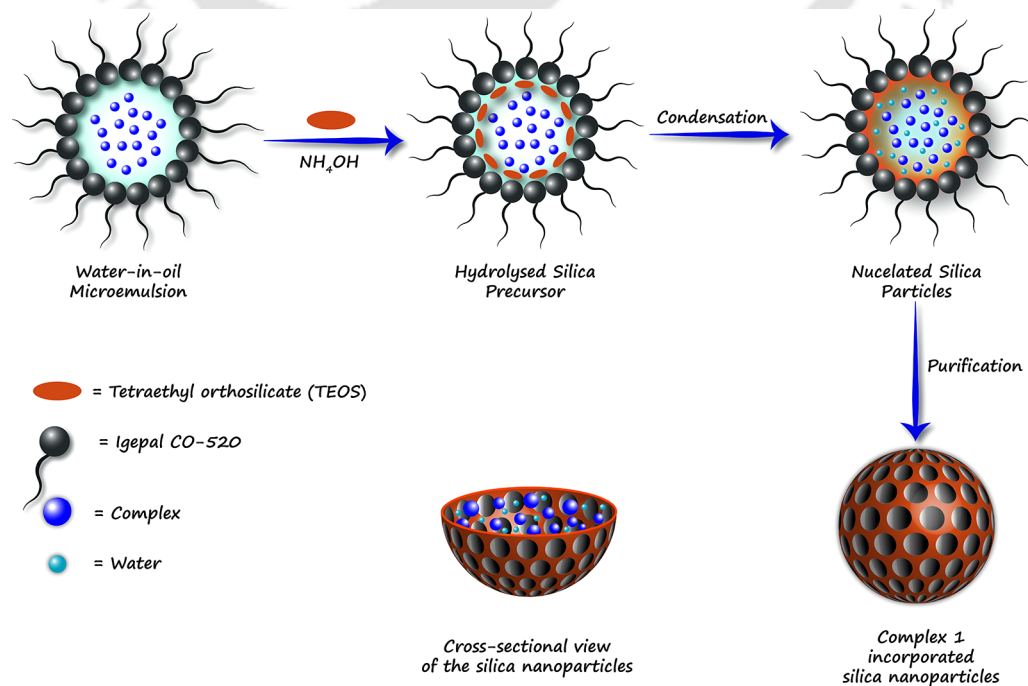 NH4OH
Condensation
Water-in-oil
Microemulsion
Hydrolysed Silica
Precursor
Nucelated Silica
Particles
Purification
= Tetraethyl orthosilicate (TEOS)
= Igepal CO-520
= Complex
= Water
Cross-sectional view
of the silica nanoparticles
Complex 1
incorporated
silica nanoparticles